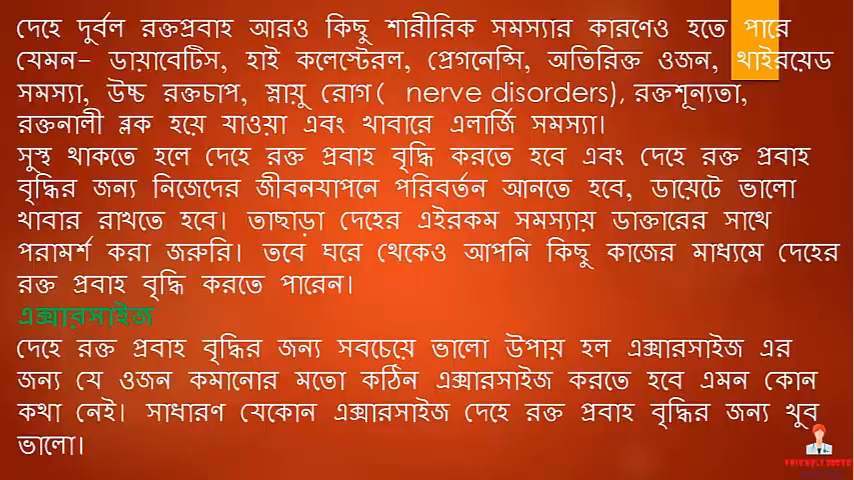 দেহে দুর্বল রক্তপ্রবাহ আরও কিছু শারীরিক সমস্যার কারণেও হতে পারে
যেমন- ডায়াবেটিস, হাই কলেস্টেরল, প্রেগনেন্সি, অতিরিক্ত ওজন, থাইরয়েড
সমস্যা, উচ্চ রক্তচাপ, স্নায়ু রোগ ( nerve disorders), রক্তশূন্যতা,
রক্তনালী ব্লক হয়ে যাওয়া এবং খাবারে এলার্জি সমস্যা।
সুস্থ থাকতে হলে দেহে রক্ত প্রবাহ বৃদ্ধি করতে হবে এবং দেহে রক্ত প্রবাহ
বৃদ্ধির জন্য নিজেদের জীবনযাপনে পরিবর্তন আনতে হবে, ডায়েটে ভালো
খাবার রাখতে হবে। তাছাড়া দেহের এইরকম সমস্যায় ডাক্তারের সাথে
পরামর্শ করা জরুরি। তবে ঘরে থেকেও আপনি কিছু কাজের মাধ্যমে দেহের
রক্ত প্রবাহ বৃদ্ধি করতে পারেন।
এক্সারসাইজ
দেহে রক্ত প্রবাহ বৃদ্ধির জন্য সবচেয়ে ভালো উপায় হল এক্সারসাইজ এর
জন্য যে ওজন কমানোর মতো কঠিন এক্সারসাইজ করতে হবে এমন কোন
কথা নেই। সাধারণ যেকোন এক্সারসাইজ দেহে রক্ত প্রবাহ বৃদ্ধির জন্য খুব
ভালো।